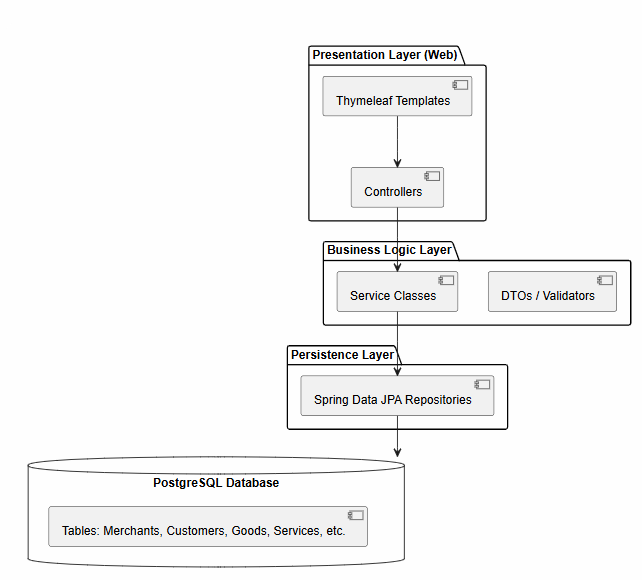 Presentation Layer (Web)
Thymeleaf Templates
Controllers
Business Logic Layer
Service Classes
DTOs / Validators
Persistence Layer
Spring Data JPA Repositories
PostgreSQL Database
Tables: Merchants, Customers, Goods, Services, etc.